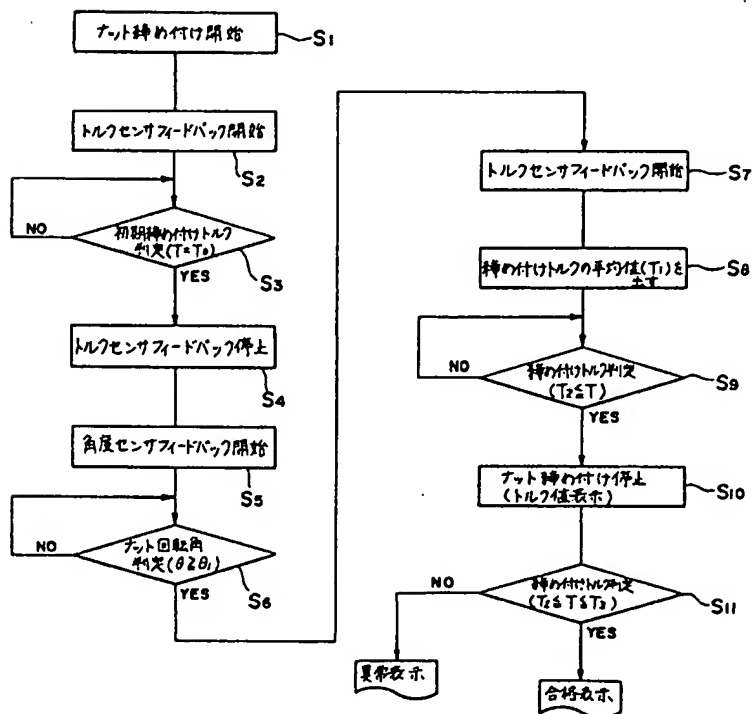 ナット締め付け開始
S1
トルクセンサフィードバック開始
S2
初期締め付けトルク
判定(T=T0)
NO
YES
S3
トルクセンサフィードバック停止
S4
角度センサフィードバック開始
S5
ナット回転角
判定(θ≧θ1)
NO
YES
S6
トルクセンサフィードバック開始
S7
締め付けトルクの平均値(T1)を
出す
S8
締め付けトルク判定
(T2≦T)
NO
YES
S9
ナット締め付け停止
(トルク値表示)
S10
締め付けトルク判定
(T2≦T≦T3)
NO
YES
S11
異常表示
合格表示